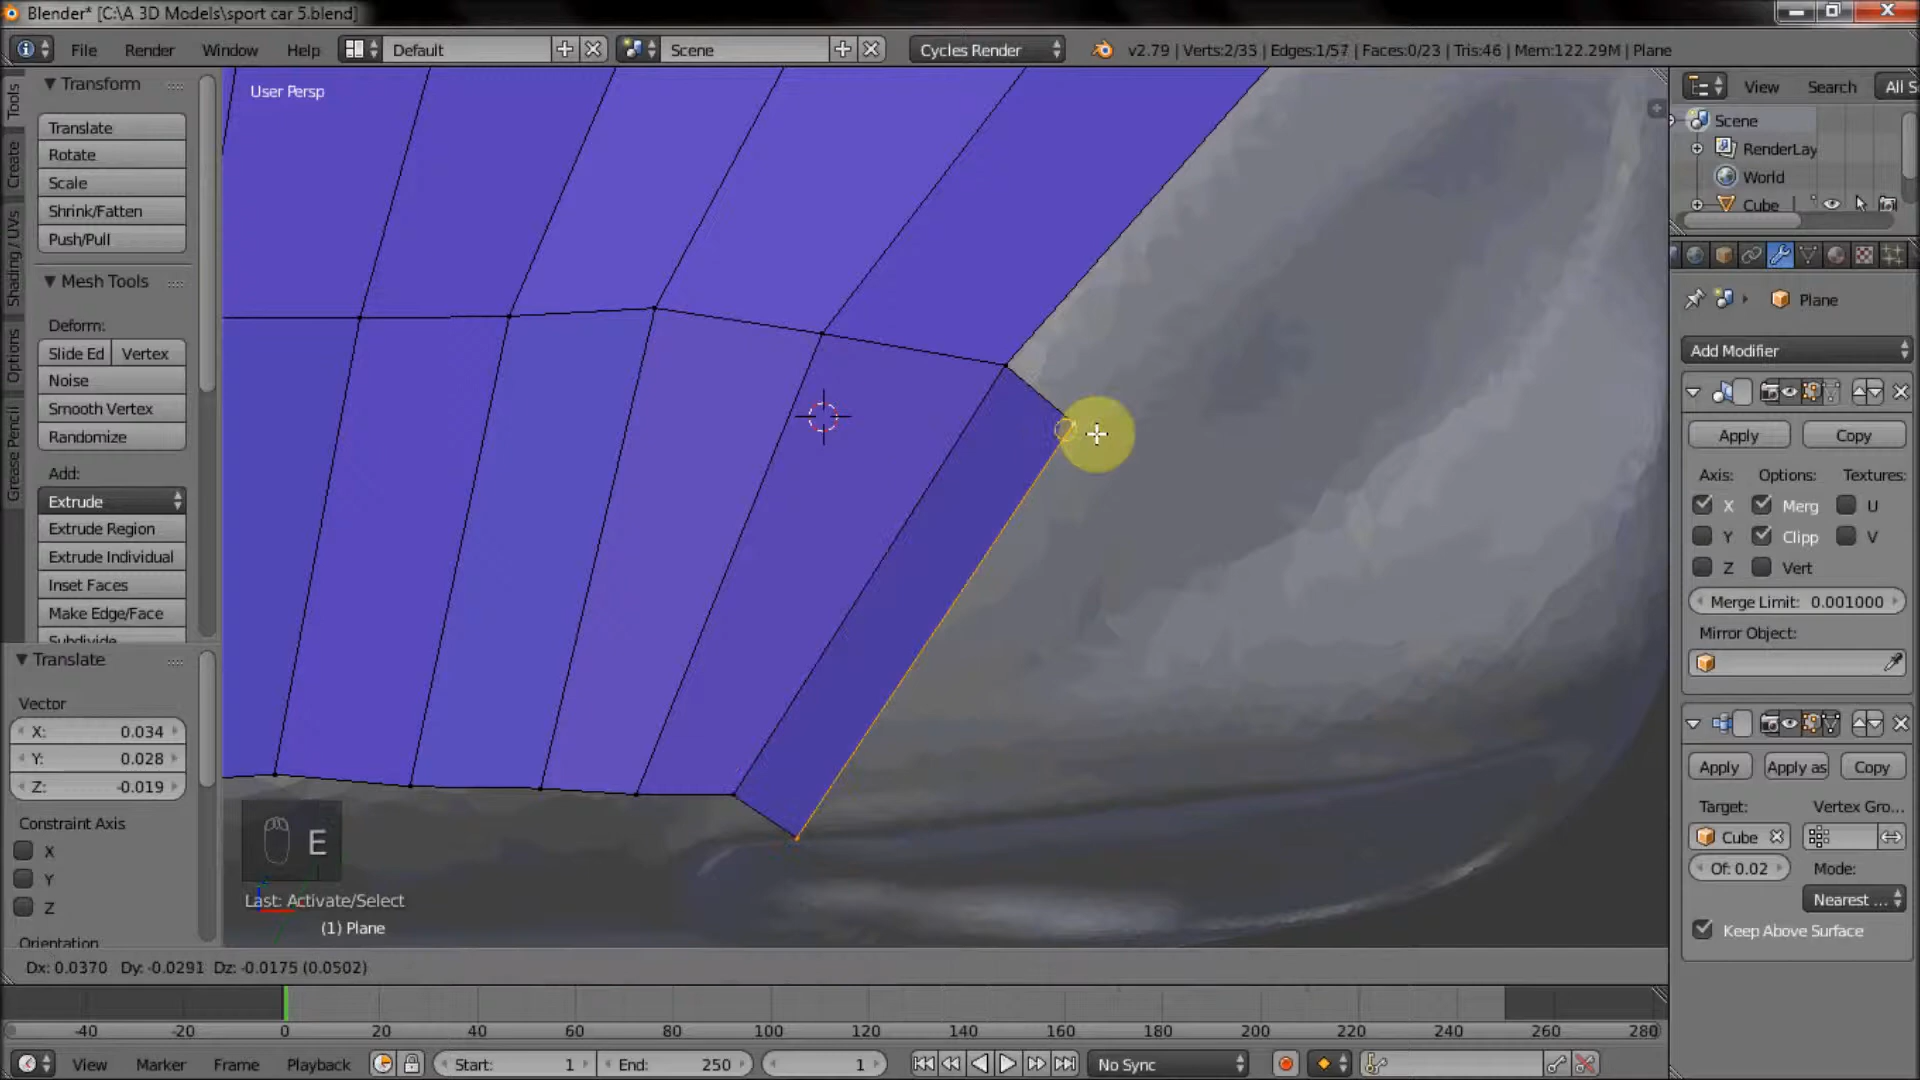 Blender* [C:\A 3D Models\sport car 5.blend]
File Render Window Help Default Scene Cycles Render v2.79 | Verts:2/35 | Edges:1/57 | Faces:0/23 | Tris:46 | Mem:122.29M | Plane
Tools
Create
Shading / UVs
Options
Grease Pencil
Transform
Translate
Rotate
Scale
Shrink/Fatten
Push/Pull
Mesh Tools
Deform:
Slide Ed Vertex
Noise
Smooth Vertex
Randomize
Add:
Extrude
Extrude Region
Extrude Individual
Inset Faces
Make Edge/Face
Subdivide
Translate
Vector
X: 0.034
Y: 0.028
Z: -0.019
Constraint Axis
X
Y
Z
Orientation
User Persp
E
Last: Activate/Select
(1) Plane
Dx: 0.0370 Dy: -0.0291 Dz: -0.0175 (0.0502)
View Search All S
Scene
RenderLay
World
Cube
Plane
Add Modifier
Apply Copy
Axis: Options: Textures:
X Merg U
Y Clipp V
Z Vert
Merge Limit: 0.001000
Mirror Object:
Apply Apply as Copy
Target: Vertex Gro...
Cube
Of: 0.02 Mode:
Nearest ...
Keep Above Surface
-40 -20 0 20 40 60 80 100 120 140 160 180 200 220 240 260 280
View Marker Frame Playback Start: 1 End: 250 1 No Sync